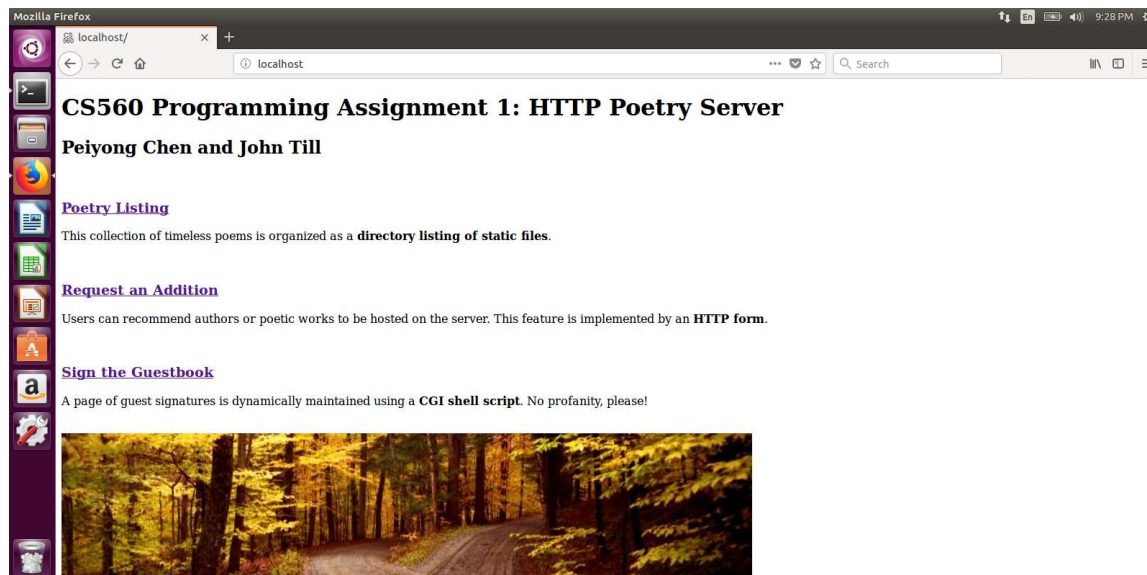 Mozilla Firefox
En
9:28 PM
localhost/
localhost
Search
CS560 Programming Assignment 1: HTTP Poetry Server
Peiyong Chen and John Till
Poetry Listing
This collection of timeless poems is organized as a directory listing of static files.
Request an Addition
Users can recommend authors or poetic works to be hosted on the server. This feature is implemented by an HTTP form.
Sign the Guestbook
A page of guest signatures is dynamically maintained using a CGI shell script. No profanity, please!